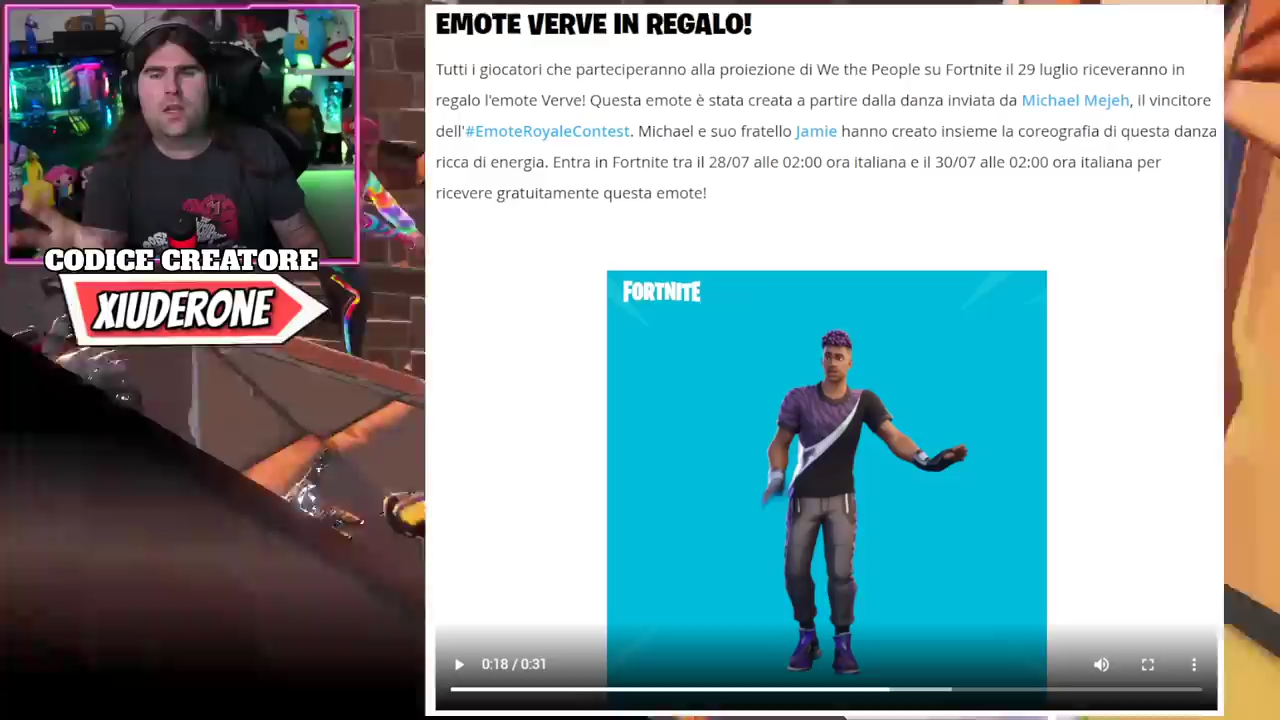 EMOTE VERVE IN REGALO!
Tutti i giocatori che parteciperanno alla proiezione di We the People su Fortnite il 29 luglio riceveranno in
regalo l'emote Verve! Questa emote è stata creata a partire dalla danza inviata da Michael Mejeh, il vincitore
dell'#EmoteRoyaleContest. Michael e suo fratello Jamie hanno creato insieme la coreografia di questa danza
ricca di energia. Entra in Fortnite tra il 28/07 alle 02:00 ora italiana e il 30/07 alle 02:00 ora italiana per
ricevere gratuitamente questa emote!
CODICE CREATORE
XIUDERONE
FORTNITE
0:18 / 0:31